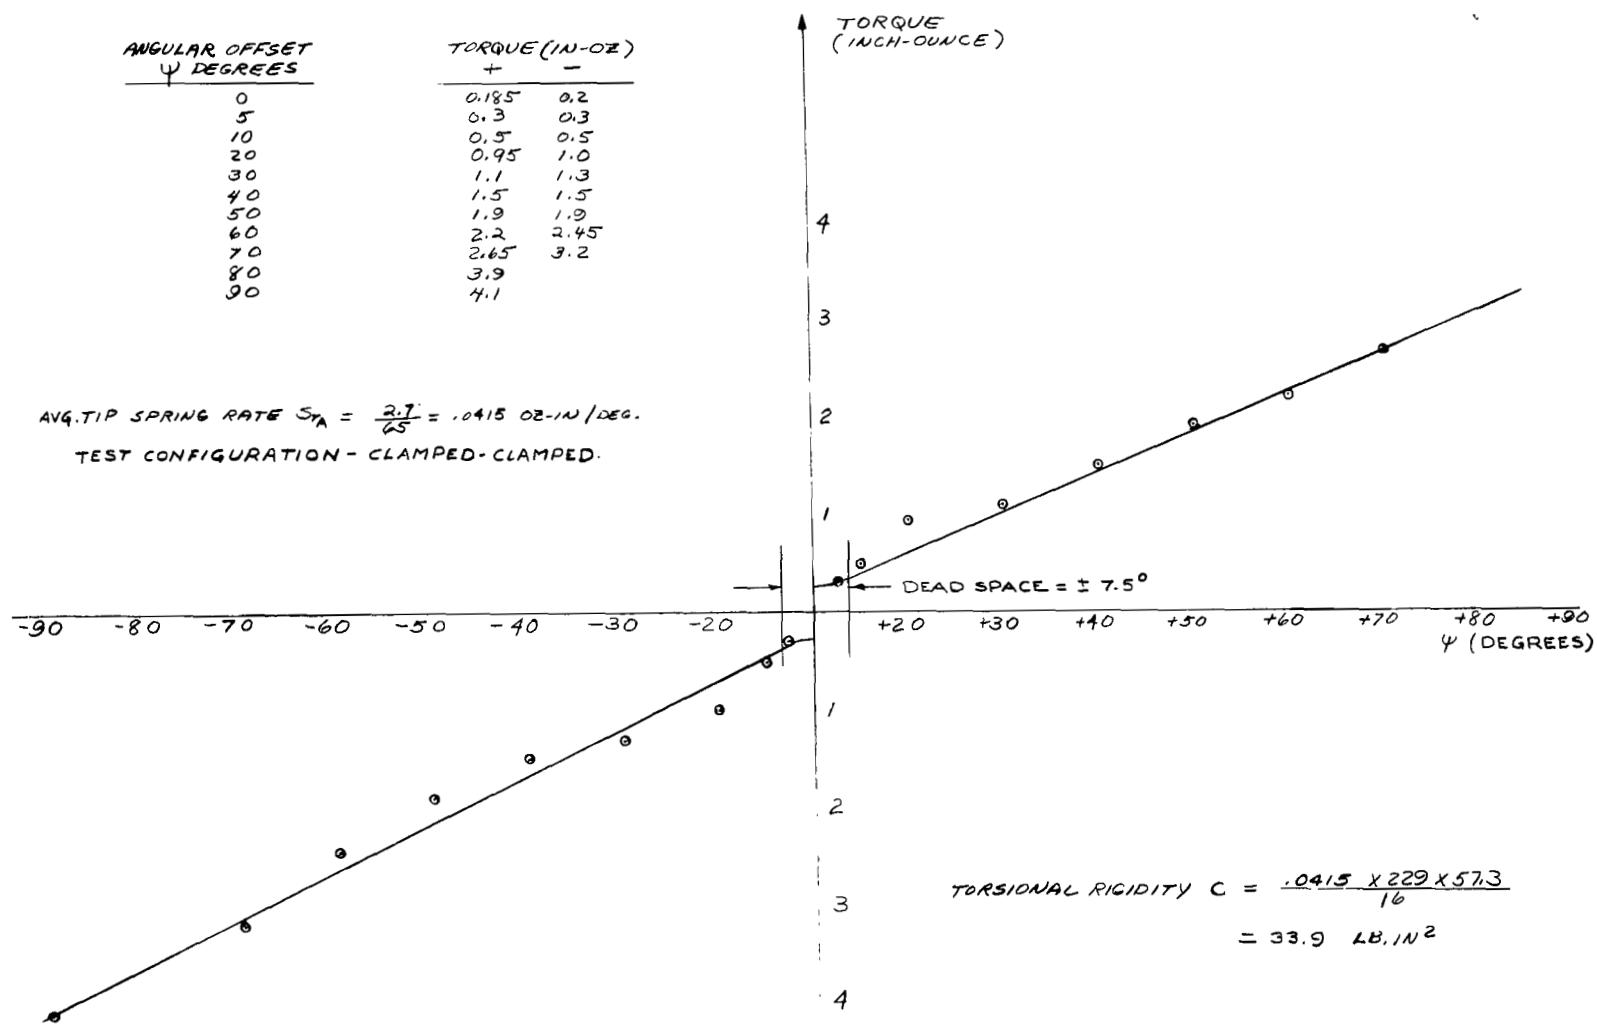 ANGULAR OFFSET TORQUE (IN-OZ)
Ψ DEGREES + -
0 0.185 0.2
5 0.3 0.3
10 0.5 0.5
20 0.95 1.0
30 1.1 1.3
40 1.5 1.5
50 1.9 1.9
60 2.2 2.45
70 2.65 3.2
80 3.9
90 4.1
TORQUE
(INCH-OUNCE)
4
3
2
1
AVG. TIP SPRING RATE STA = 2.7/65 = .0415 OZ-IN/DEG.
TEST CONFIGURATION - CLAMPED-CLAMPED.
DEAD SPACE = ± 7.5°
-90 -80 -70 -60 -50 -40 -30 -20 +20 +30 +40 +50 +60 +70 +80 +90
Ψ (DEGREES)
1
2
3
4
TORSIONAL RIGIDITY C = .0415 X 229 X 57.3 / 16
= 33.9 LB.IN²